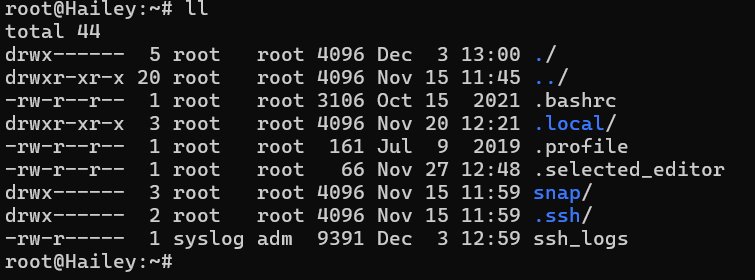 root@Hailey:~# ll
total 44
drwx------  5 root   root 4096 Dec  3 13:00 ./
drwxr-xr-x 20 root   root 4096 Nov 15 11:45 ../
-rw-r--r--  1 root   root 3106 Oct 15  2021 .bashrc
drwxr-xr-x  3 root   root 4096 Nov 20 12:21 .local/
-rw-r--r--  1 root   root  161 Jul  9  2019 .profile
-rw-r--r--  1 root   root   66 Nov 27 12:48 .selected_editor
drwx------  3 root   root 4096 Nov 15 11:59 snap/
drwx------  2 root   root 4096 Nov 15 11:59 .ssh/
-rw-r-----  1 syslog adm  9391 Dec  3 12:59 ssh_logs
root@Hailey:~#